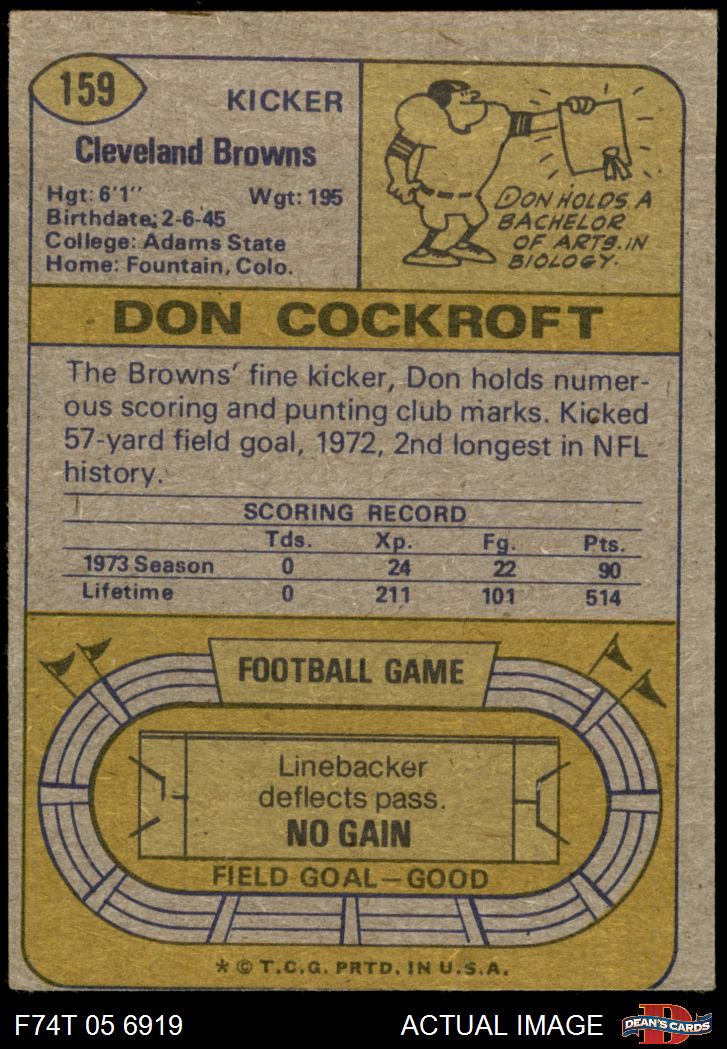 159
KICKER
Cleveland Browns
Hgt: 6'1" Wgt: 195
Birthdate: 2-6-45
College: Adams State
Home: Fountain, Colo.
DON HOLDS A
BACHELOR
OF ARTS. IN
BIOLOGY.
DON COCKROFT
The Browns' fine kicker, Don holds numer-
ous scoring and punting club marks. Kicked
57-yard field goal, 1972, 2nd longest in NFL
history.
SCORING RECORD
Tds. Xp. Fg. Pts.
1973 Season 0 24 22 90
Lifetime 0 211 101 514
FOOTBALL GAME
Linebacker
deflects pass.
NO GAIN
FIELD GOAL—GOOD
* © T.C.G. PRTD. IN U.S.A.
F74T 05 6919 ACTUAL IMAGE
D
DEAN'S CARDS